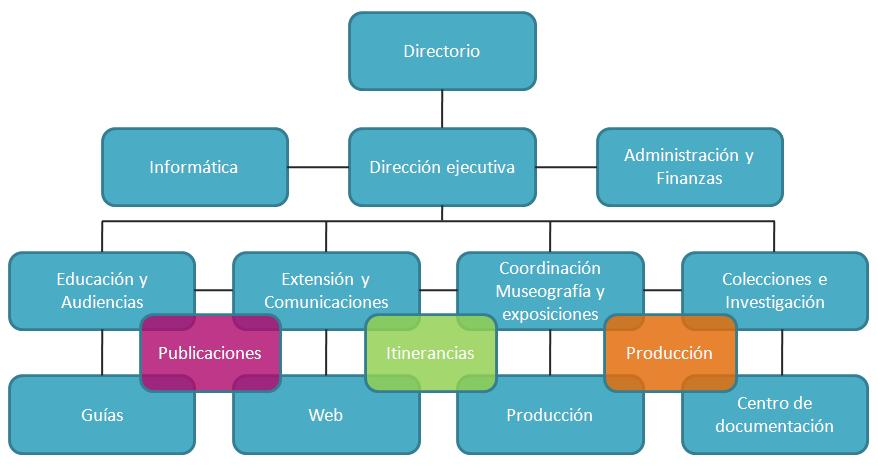 Directorio
Informática
Dirección ejecutiva
Administración y
Finanzas
Educación y
Audiencias
Extensión y
Comunicaciones
Coordinación
Museografía y
exposiciones
Colecciones e
Investigación
Publicaciones
Itinerancias
Producción
Guías
Web
Producción
Centro de
documentación